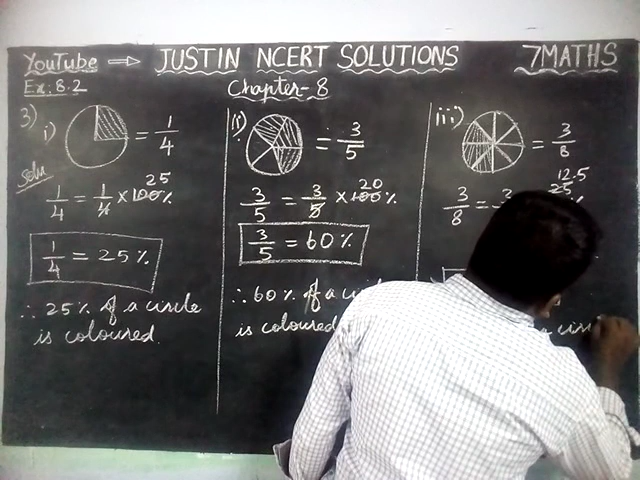 YouTube ⟹ JUSTIN NCERT SOLUTIONS 7MATHS
Ex: 8.2 Chapter-8
3) i) = 1/4
Soln
1/4 = 1/4 × 100% 25
1/4 = 25%
∴ 25% of a circle
is coloured.
ii) = 3/5
3/5 = 3/5 × 100% 20
3/5 = 60%
∴ 60% of a
is coloured
iii) = 3/8
12.5
25
3/8 = 3 %
a circ